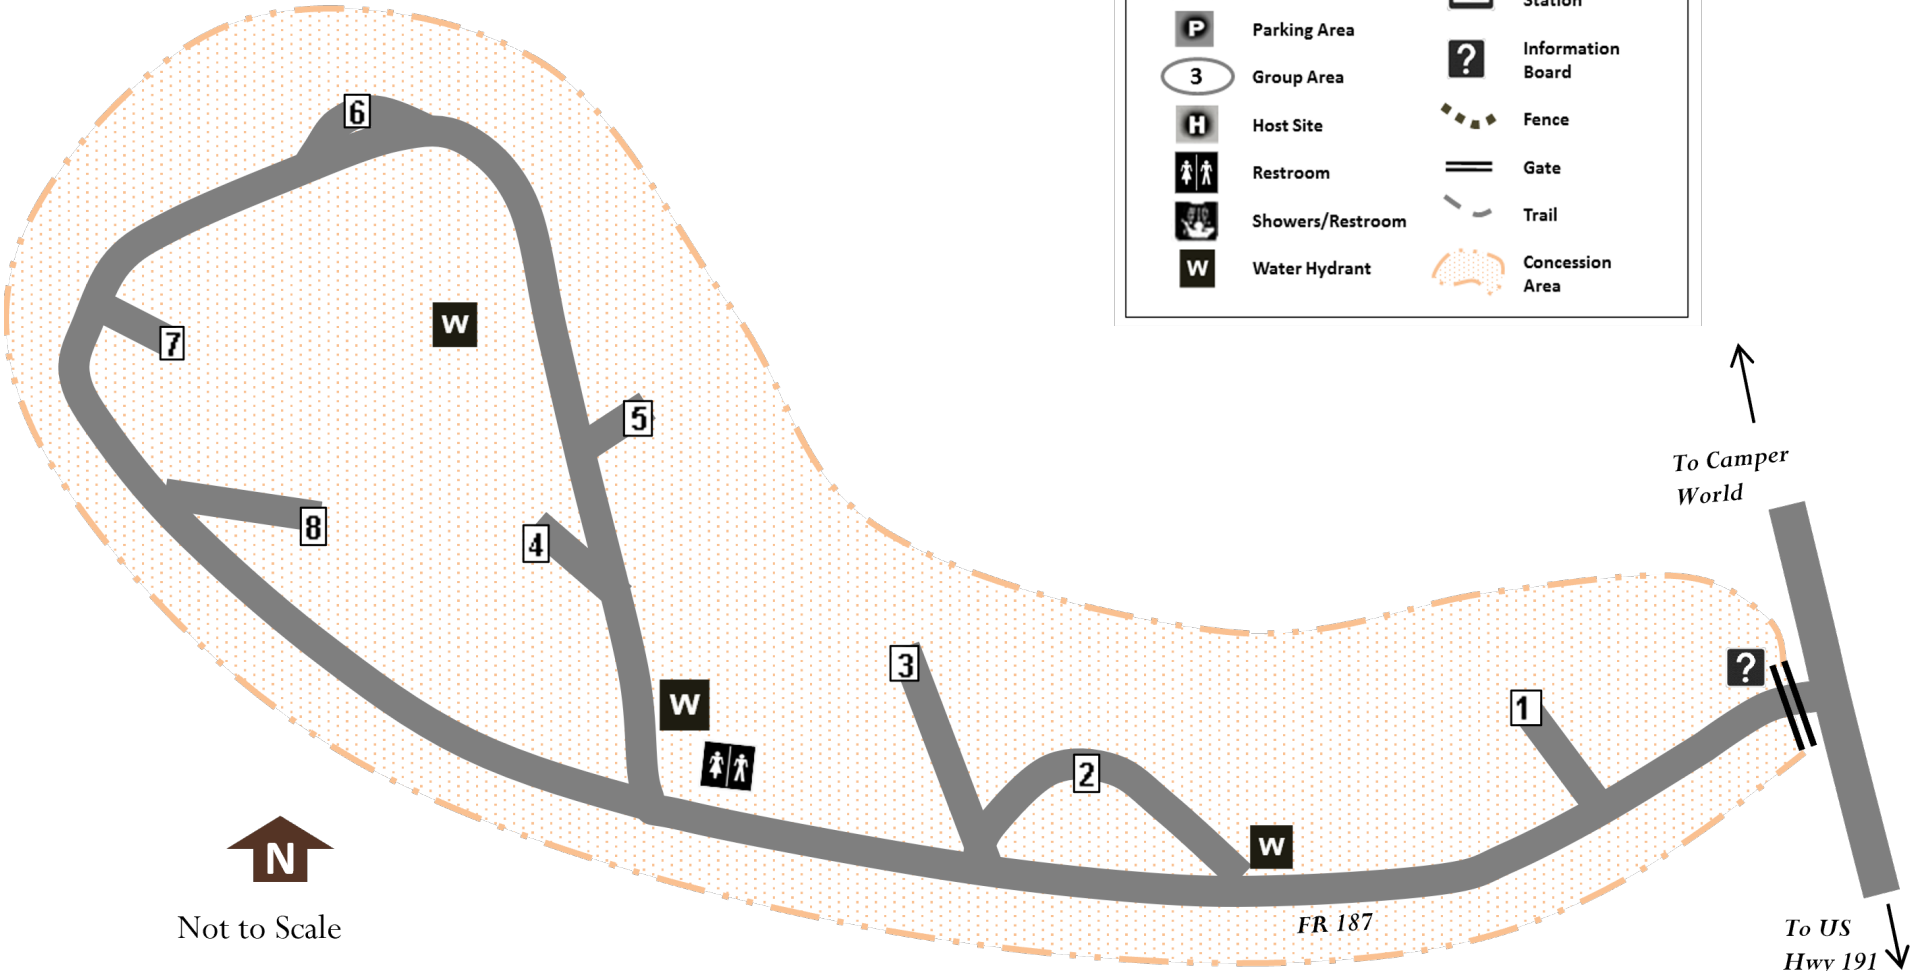 Station
P
Parking Area
3
Group Area
H
Host Site
Restroom
Showers/Restroom
W
Water Hydrant
?
Information
Board
Fence
Gate
Trail
Concession
Area
6
W
7
5
8
4
W
3
2
W
1
?
To Camper
World
N
Not to Scale
FR 187
To US
Hwy 191